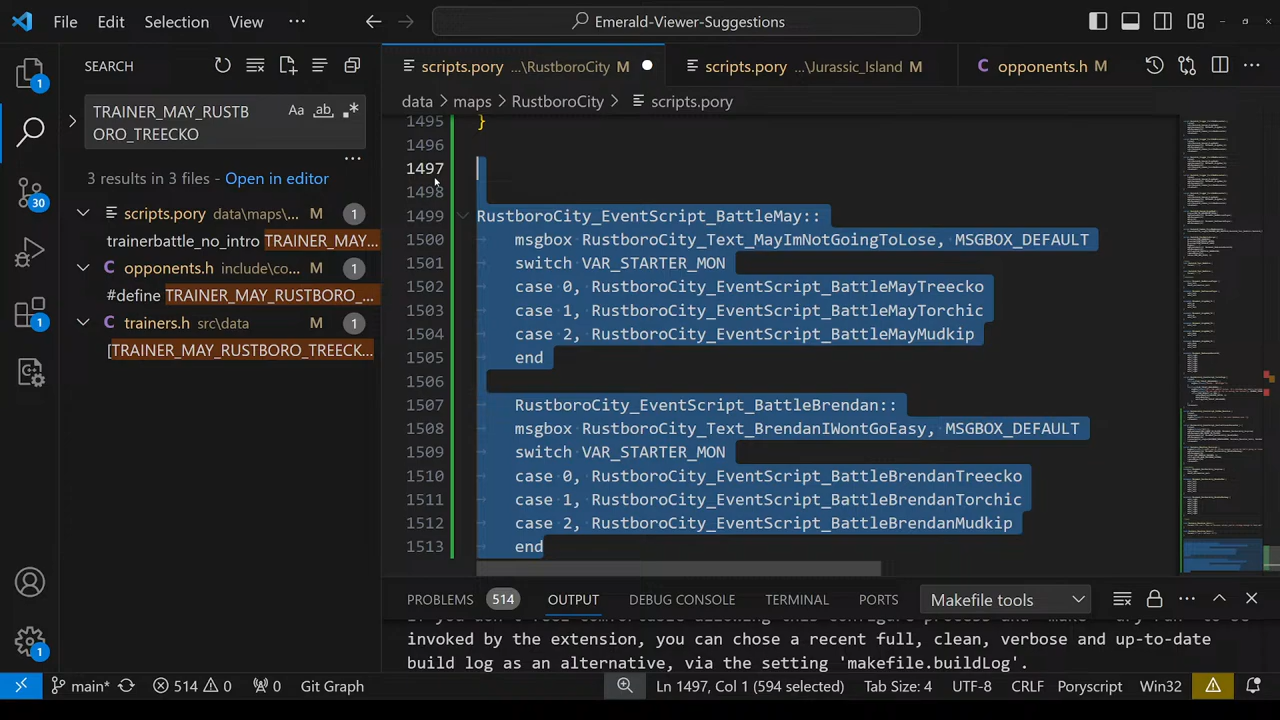 File Edit Selection View ··· Emerald-Viewer-Suggestions
SEARCH
TRAINER_MAY_RUSTB
ORO_TREECKO
Aa ab
3 results in 3 files - Open in editor
scripts.pory data\maps\... M 1
trainerbattle_no_intro TRAINER_MAY...
opponents.h include\co... M 1
#define TRAINER_MAY_RUSTBORO_...
trainers.h src\data M 1
[TRAINER_MAY_RUSTBORO_TREECK...
1
30
1
1
scripts.pory ...\RustboroCity M
scripts.pory ...\Jurassic_Island M
opponents.h M
data > maps > RustboroCity > scripts.pory
1495 }
1496
1497
1498
1499 RustboroCity_EventScript_BattleMay::
1500 msgbox RustboroCity_Text_MayImNotGoingToLose, MSGBOX_DEFAULT
1501 switch VAR_STARTER_MON
1502 case 0, RustboroCity_EventScript_BattleMayTreecko
1503 case 1, RustboroCity_EventScript_BattleMayTorchic
1504 case 2, RustboroCity_EventScript_BattleMayMudkip
1505 end
1506
1507 RustboroCity_EventScript_BattleBrendan::
1508 msgbox RustboroCity_Text_BrendanIWontGoEasy, MSGBOX_DEFAULT
1509 switch VAR_STARTER_MON
1510 case 0, RustboroCity_EventScript_BattleBrendanTreecko
1511 case 1, RustboroCity_EventScript_BattleBrendanTorchic
1512 case 2, RustboroCity_EventScript_BattleBrendanMudkip
1513 end
PROBLEMS 514 OUTPUT DEBUG CONSOLE TERMINAL PORTS Makefile tools ···
invoked by the extension, you can chose a recent full, clean, verbose and up-to-date
build log as an alternative, via the setting 'makefile.buildLog'.
main* 514 0 0 Git Graph Ln 1497, Col 1 (594 selected) Tab Size: 4 UTF-8 CRLF Poryscript Win32